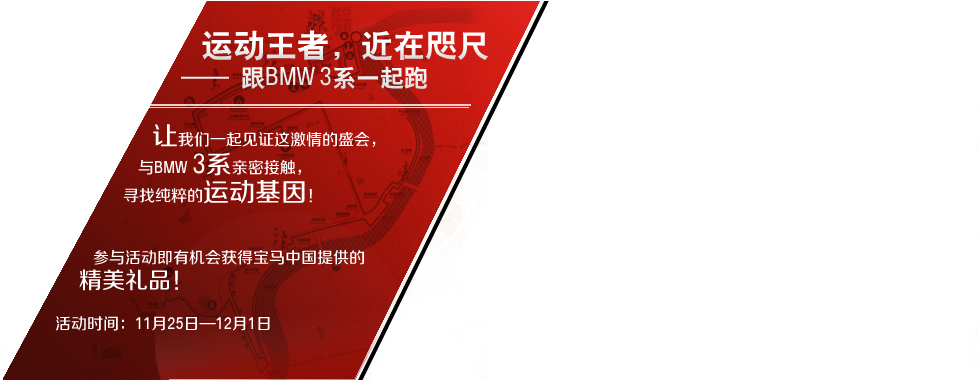 运动王者，近在咫尺
—— 跟BMW 3系一起跑
让我们一起见证这激情的盛会，
与BMW 3系亲密接触，
寻找纯粹的运动基因！
参与活动即有机会获得宝马中国提供的
精美礼品！
活动时间：11月25日—12月1日